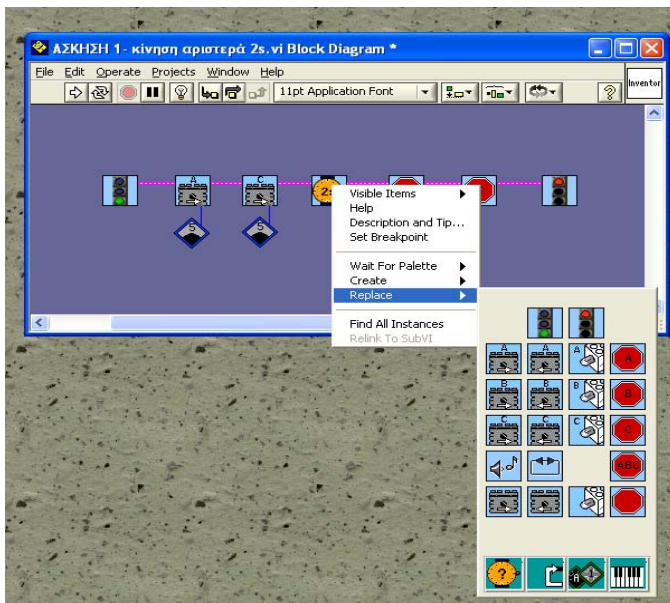 ΑΣΚΗΣΗ 1- κίνηση αριστερά 2s.vi Block Diagram *
File Edit Operate Projects Window Help
11pt Application Font
Inventor
A C
2s
5 5
Visible Items
Help
Description and Tip...
Set Breakpoint
Wait For Palette
Create
Replace
Find All Instances
Relink To SubVI
A A A A
B B B B
C C C C
ABC
? A 1